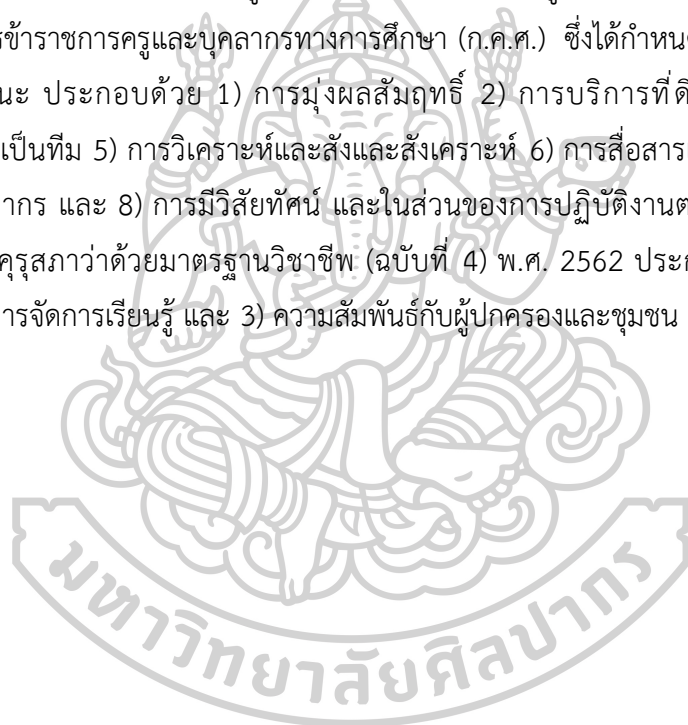 รข้าราชการครูและบุคลากรทางการศึกษา (ก.ค.ศ.) ซึ่งได้กำหนด
นะ ประกอบด้วย 1) การมุ่งผลสัมฤทธิ์ 2) การบริการที่ดี
เป็นทีม 5) การวิเคราะห์และสังและสังเคราะห์ 6) การสื่อสารแ
ากร และ 8) การมีวิสัยทัศน์ และในส่วนของการปฏิบัติงานต
คุรุสภาว่าด้วยมาตรฐานวิชาชีพ (ฉบับที่ 4) พ.ศ. 2562 ประก
ารจัดการเรียนรู้ และ 3) ความสัมพันธ์กับผู้ปกครองและชุมชน
มหาวิทยาลัยศิลปากร